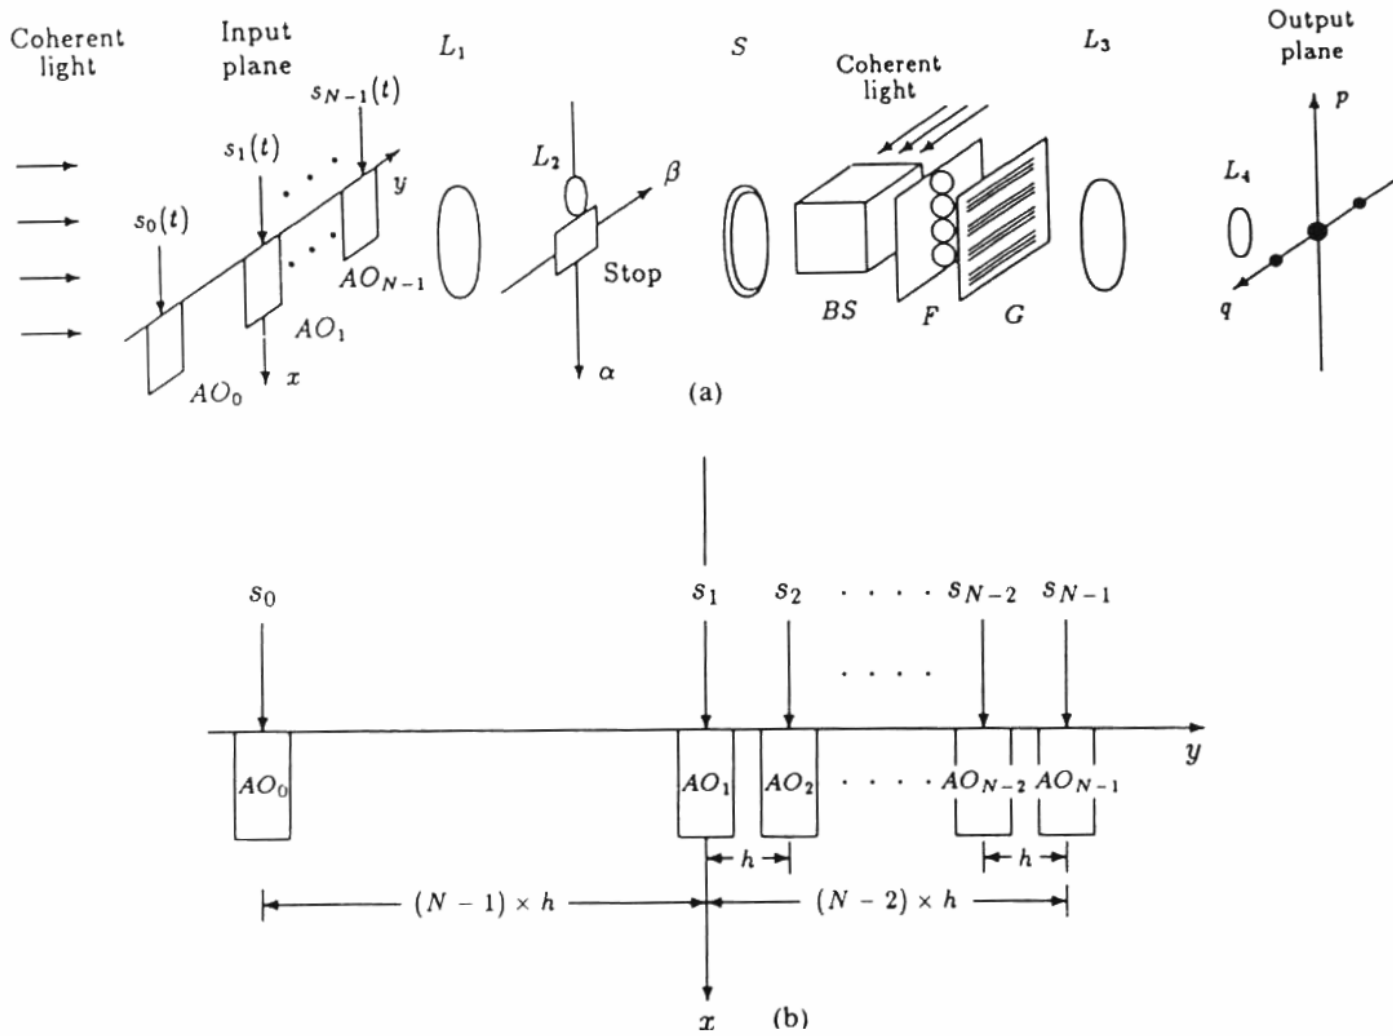 Coherent light
Input plane
L₁
S
Coherent light
L₃
Output plane
s_{N−1}(t)
s₁(t)
s₀(t)
y
L₂
β
L₄
p
AO_{N−1}
Stop
AO₁
AO₀
x
α
BS
F
G
q
(a)
s₀ s₁ s₂ · · · · s_{N−2} s_{N−1}
· · · ·
y
AO₀ AO₁ AO₂ · · · · AO_{N−2} AO_{N−1}
h h
(N − 1) × h (N − 2) × h
x
(b)